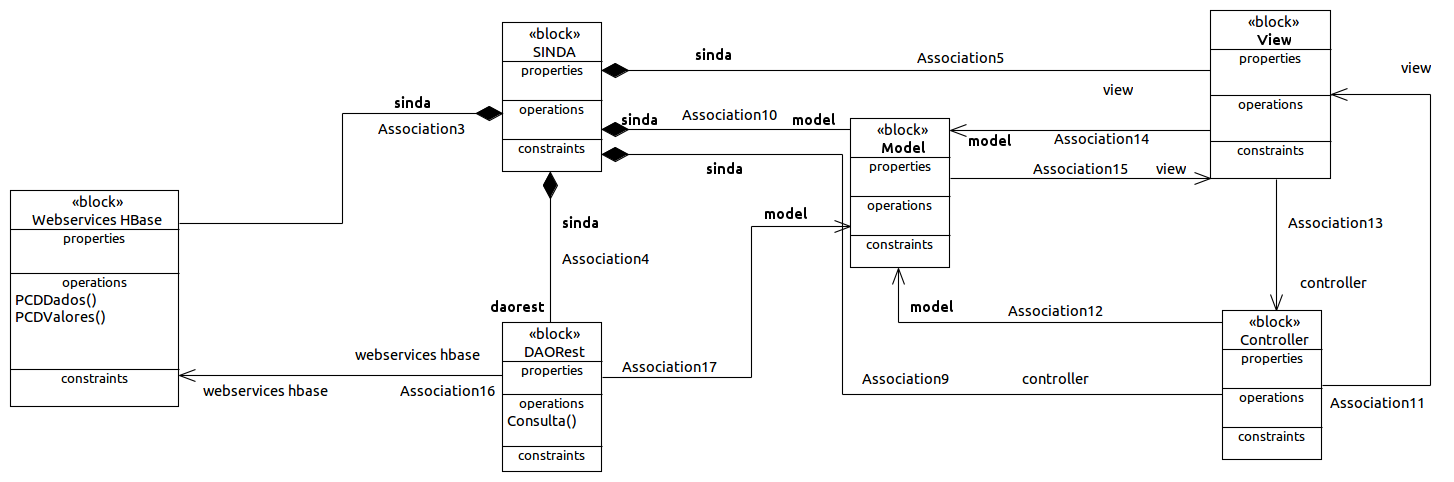 «block»
SINDA
properties
operations
constraints
«block»
View
properties
operations
constraints
sinda
Association5
view
view
sinda
Association3
sinda
Association10
model
«block»
Model
properties
operations
constraints
model
Association14
Association15
view
sinda
«block»
Webservices HBase
properties
operations
PCDDados()
PCDValores()
constraints
sinda
Association4
daorest
model
Association13
controller
model
Association12
«block»
Controller
properties
operations
constraints
«block»
DAORest
properties
operations
Consulta()
constraints
webservices hbase
webservices hbase
Association16
Association17
Association9
controller
Association11